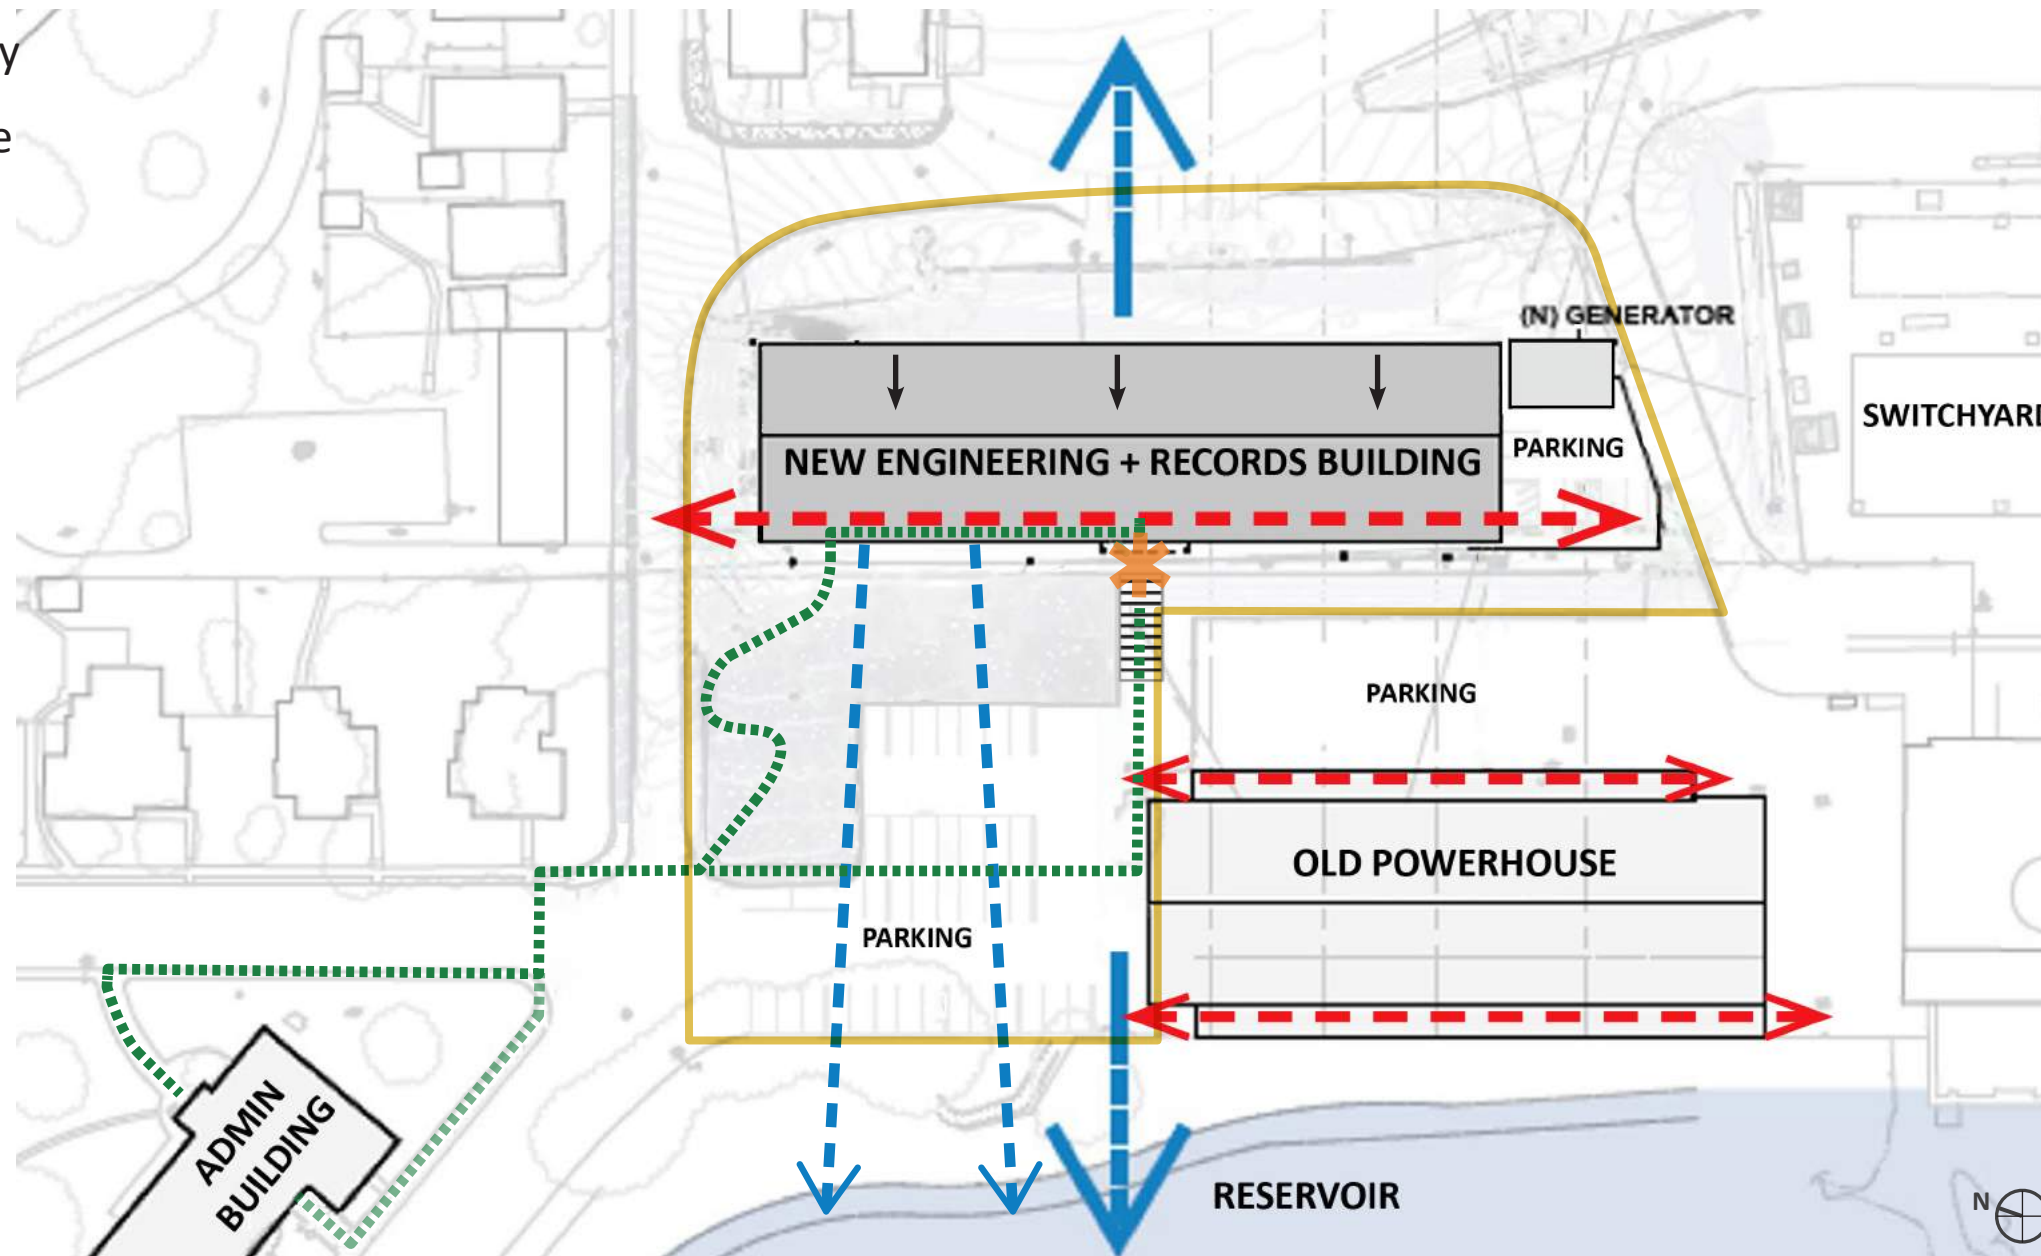 y
e
(N) GENERATOR
SWITCHYARD
PARKING
NEW ENGINEERING + RECORDS BUILDING
PARKING
OLD POWERHOUSE
PARKING
ADMIN
BUILDING
RESERVOIR
N